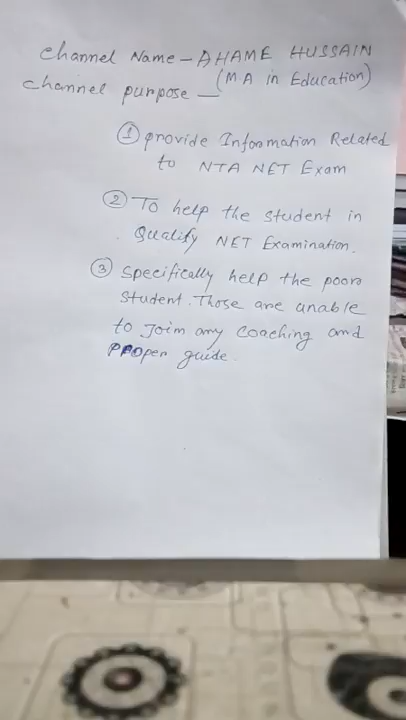 Channel Name - AHAME HUSSAIN
(MA in Education)
Channel purpose —
① provide Information Related
to NTA NET Exam
② To help the student in
Qualify NET Examination.
③ Specifically help the poor
student. Those are unable
to Join any Coaching and
PROper guide.